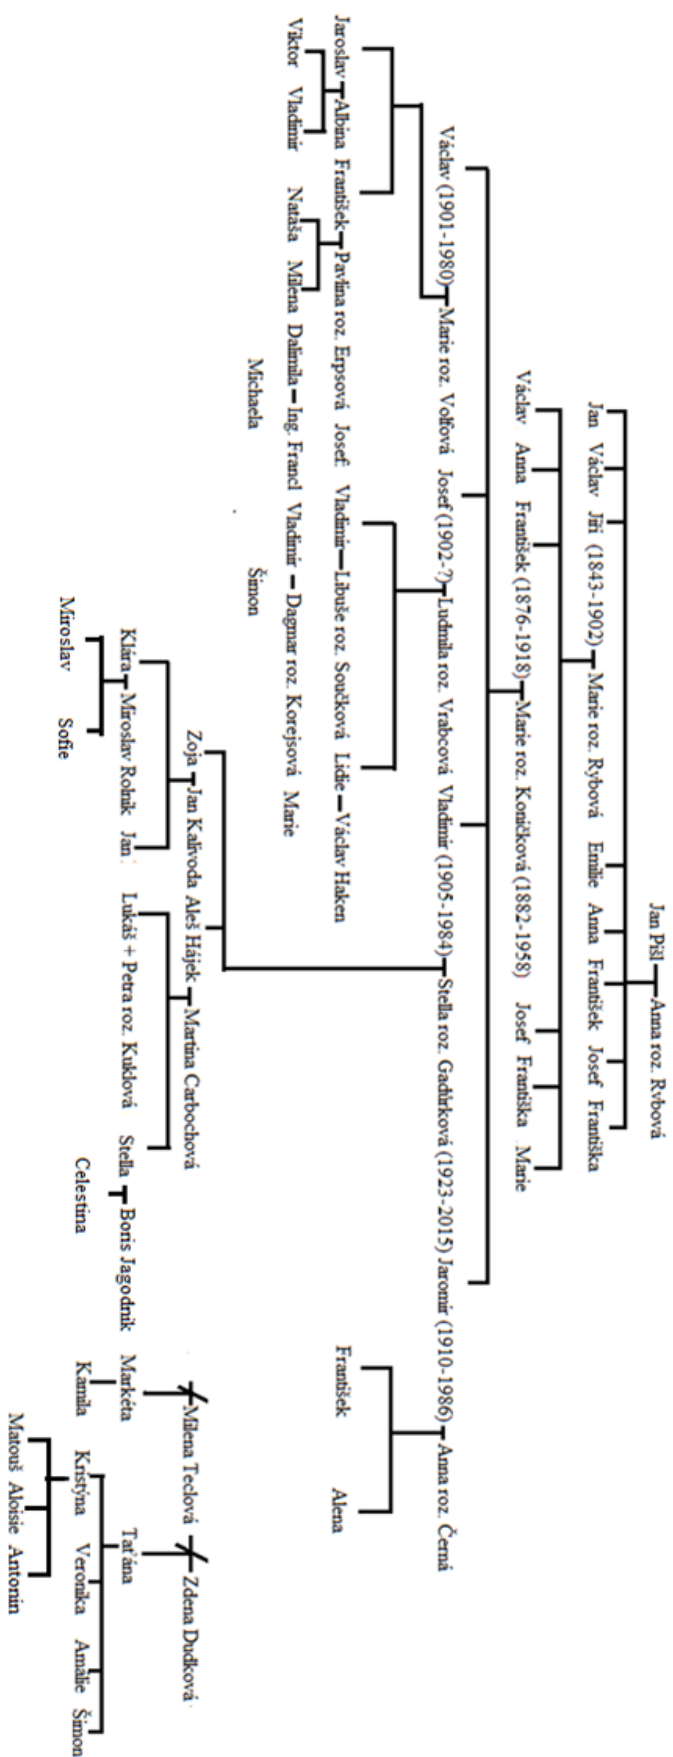 Jan Pišl Anna roz. Rybová
Jan Václav Jiří (1843-1902) Marie roz. Rybová Emilie Anna František Josef Františka
Václav Anna František (1876-1918) Marie roz. Koničková (1882-1958) Josef Františka Marie
Václav (1901-1980) Marie roz. Volfová Josef (1902-?) Ludmila roz. Vrabcová Vladimír (1905-1984) Stella roz. Gadůrková (1923-2015) Jaromír (1910-1986) Anna roz. Černá
Jaroslav Albína František Pavlína roz. Erpsová Josef Vladimír Libuše roz. Součková Lidie Václav Haken František Alena
Viktor Vladimír Nataša Milena Dalimila Ing. Francl Vladimír Dagmar roz. Korejsová Marie
Michaela Šimon
Zoja Jan Kalivoda Aleš Hájek Martina Carbochová Milena Teclová Zdena Dudková
Klára Miroslav Rolník Jan Lukáš + Petra roz. Kuklová Stella Boris Jagodnik Markéta Taťána
Celestina Kamila Kristýna Veronika Amálie Šimon
Miroslav Sofie
Matouš Aloisie Antonín